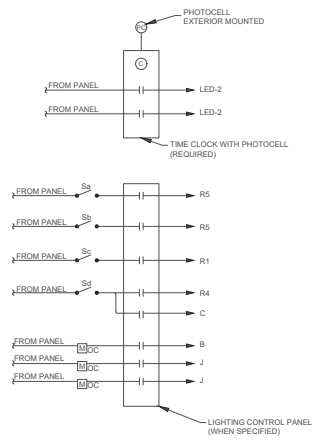 PHOTOCELL
EXTERIOR MOUNTED
PC
C
FROM PANEL
LED-2
FROM PANEL
LED-2
TIME CLOCK WITH PHOTOCELL
(REQUIRED)
FROM PANEL Sa R5
FROM PANEL Sb R5
FROM PANEL Sc R1
FROM PANEL Sd R4
C
FROM PANEL
M OC B
FROM PANEL
M OC J
FROM PANEL
M OC J
LIGHTING CONTROL PANEL
(WHEN SPECIFIED)